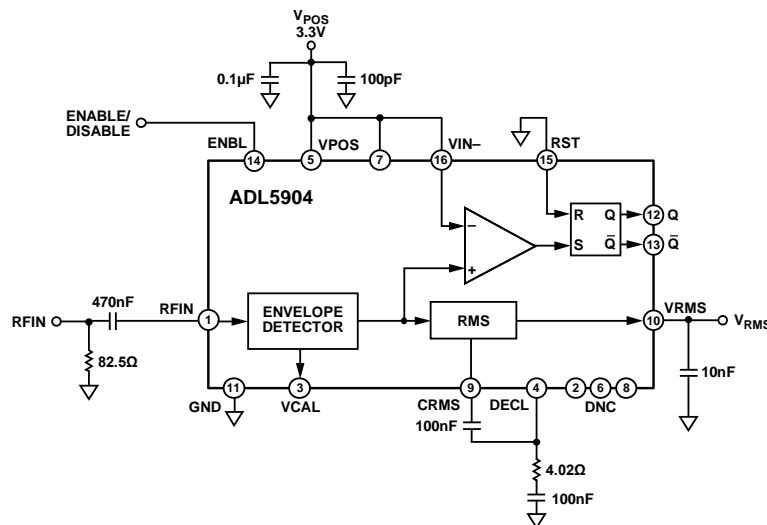 VPOS
3.3V
0.1µF
100pF
ENABLE/
DISABLE
ENBL
VPOS
VIN–
RST
14
5
7
16
15
ADL5904
R
Q
12
Q
–
S
Q̅
13
Q̅
+
470nF
RFIN
RFIN
1
ENVELOPE
DETECTOR
RMS
VRMS
10
VRMS
82.5Ω
10nF
11
3
9
4
2
6
8
GND
VCAL
CRMS
DECL
DNC
100nF
4.02Ω
100nF